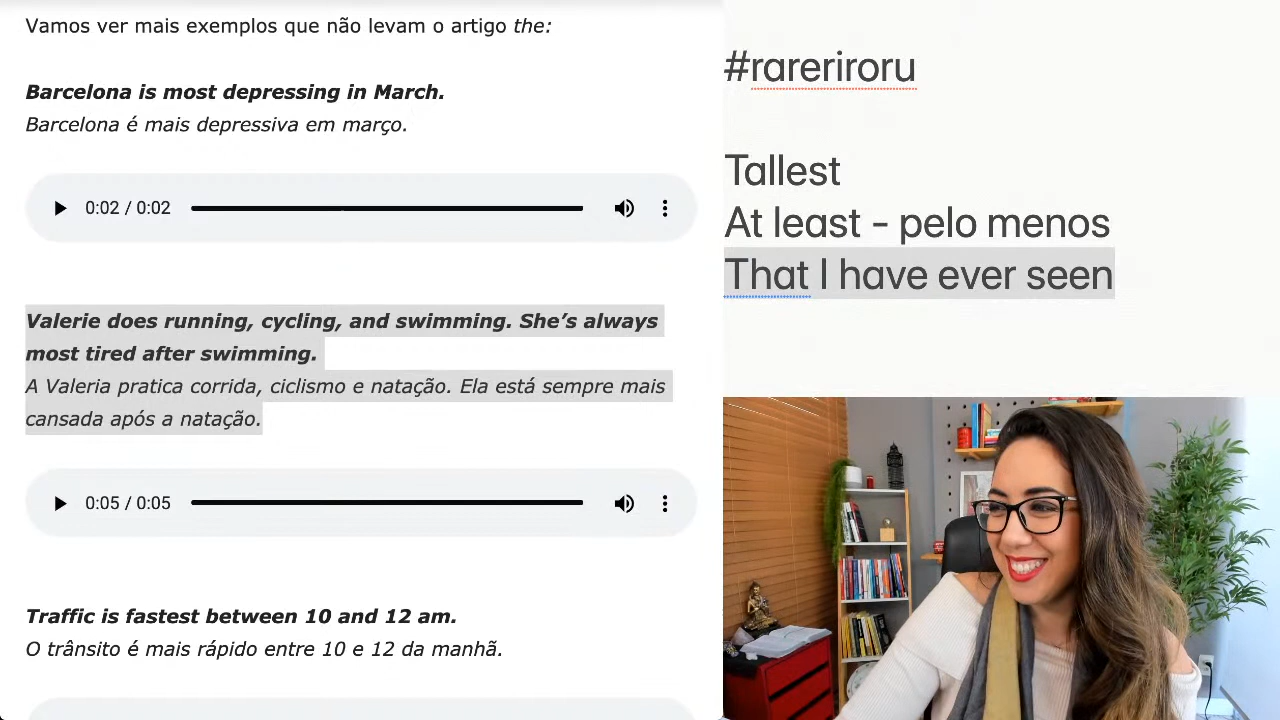 Vamos ver mais exemplos que não levam o artigo the:
Barcelona is most depressing in March.
Barcelona é mais depressiva em março.
0:02 / 0:02
Valerie does running, cycling, and swimming. She’s always
most tired after swimming.
A Valeria pratica corrida, ciclismo e natação. Ela está sempre mais
cansada após a natação.
0:05 / 0:05
Traffic is fastest between 10 and 12 am.
O trânsito é mais rápido entre 10 e 12 da manhã.
#rareriroru
Tallest
At least - pelo menos
That I have ever seen